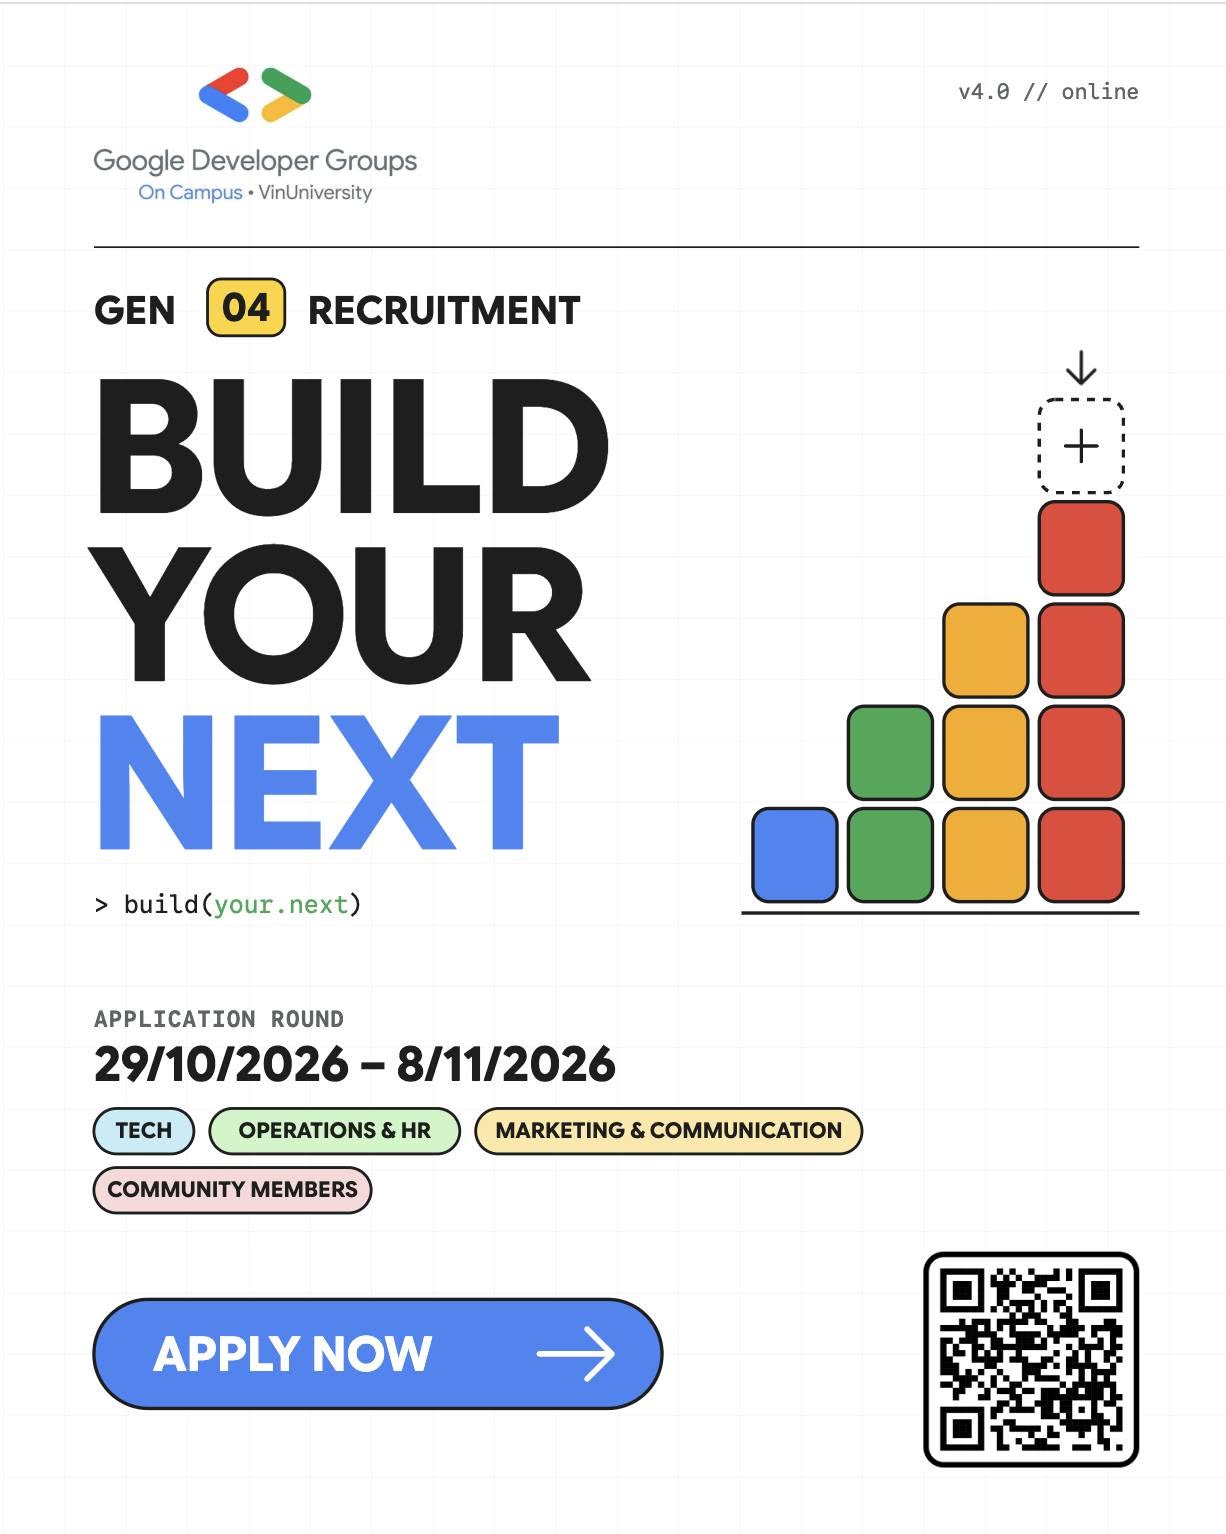 v4.0 // online
Google Developer Groups
On Campus • VinUniversity
GEN 04 RECRUITMENT
BUILD
YOUR
NEXT
> build(your.next)
APPLICATION ROUND
29/10/2026 – 8/11/2026
TECH OPERATIONS & HR MARKETING & COMMUNICATION
COMMUNITY MEMBERS
APPLY NOW